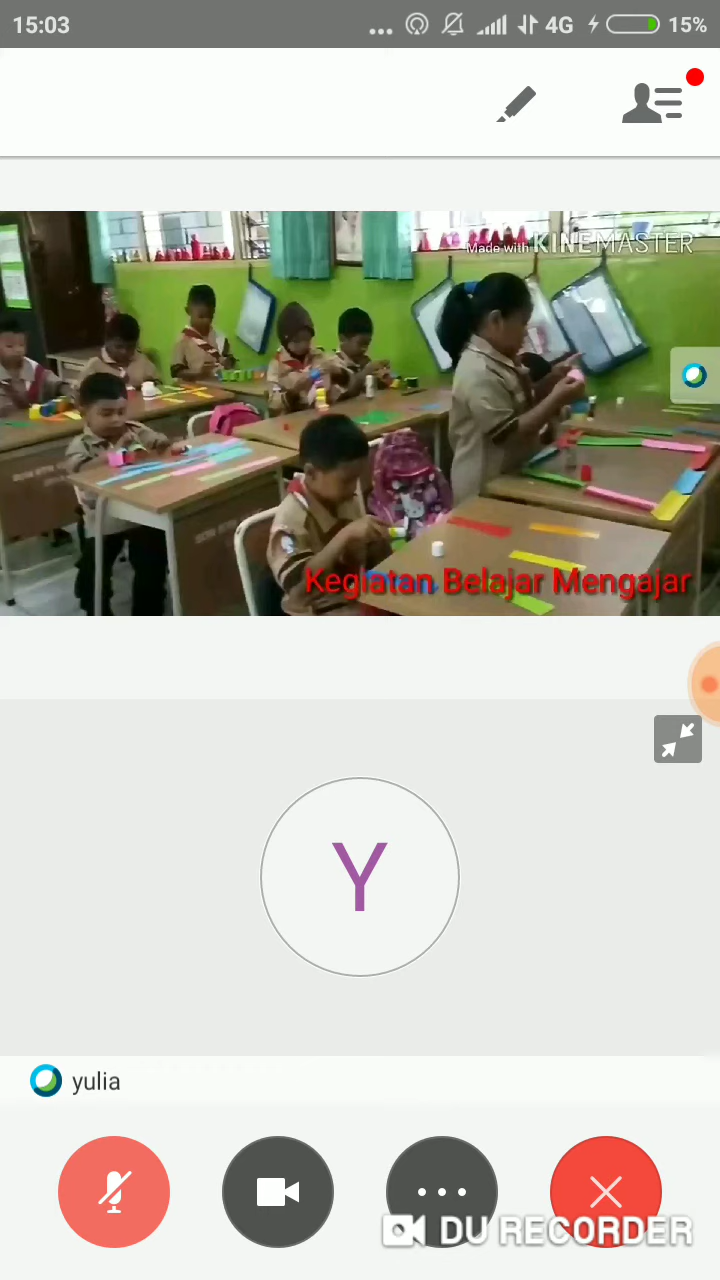 15:03
4G
15%
Made with KINEMASTER
Kegiatan Belajar Mengajar
Y
yulia
DU RECORDER